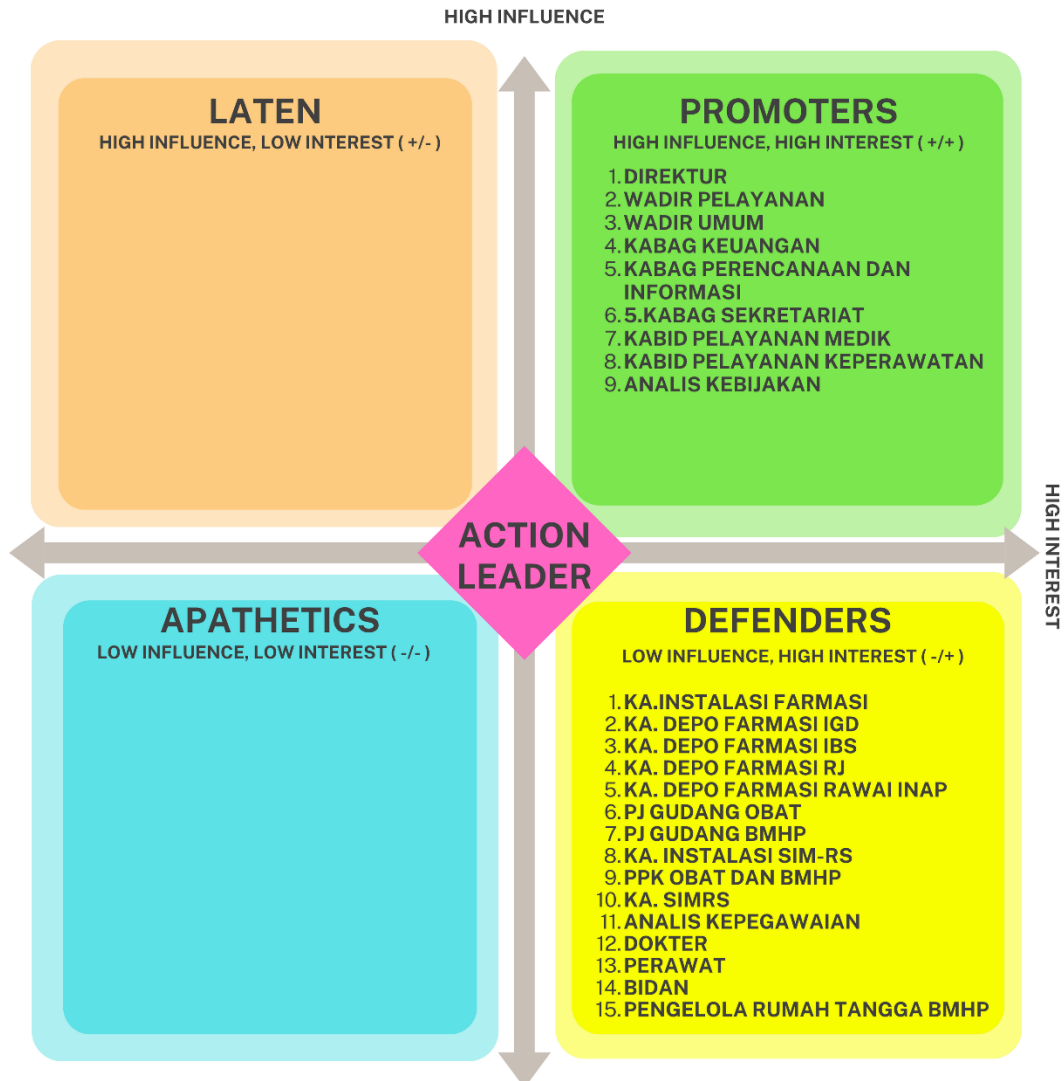 HIGH INFLUENCE
LATEN
HIGH INFLUENCE, LOW INTEREST ( +/- )
PROMOTERS
HIGH INFLUENCE, HIGH INTEREST ( +/+ )
1. DIREKTUR
2. WADIR PELAYANAN
3. WADIR UMUM
4. KABAG KEUANGAN
5. KABAG PERENCANAAN DAN
INFORMASI
6. 5.KABAG SEKRETARIAT
7. KABID PELAYANAN MEDIK
8. KABID PELAYANAN KEPERAWATAN
9. ANALIS KEBIJAKAN
ACTION
LEADER
HIGH INTEREST
APATHETICS
LOW INFLUENCE, LOW INTEREST ( -/- )
DEFENDERS
LOW INFLUENCE, HIGH INTEREST ( -/+ )
1. KA.INSTALASI FARMASI
2. KA. DEPO FARMASI IGD
3. KA. DEPO FARMASI IBS
4. KA. DEPO FARMASI RJ
5. KA. DEPO FARMASI RAWAI INAP
6. PJ GUDANG OBAT
7. PJ GUDANG BMHP
8. KA. INSTALASI SIM-RS
9. PPK OBAT DAN BMHP
10. KA. SIMRS
11. ANALIS KEPEGAWAIAN
12. DOKTER
13. PERAWAT
14. BIDAN
15. PENGELOLA RUMAH TANGGA BMHP